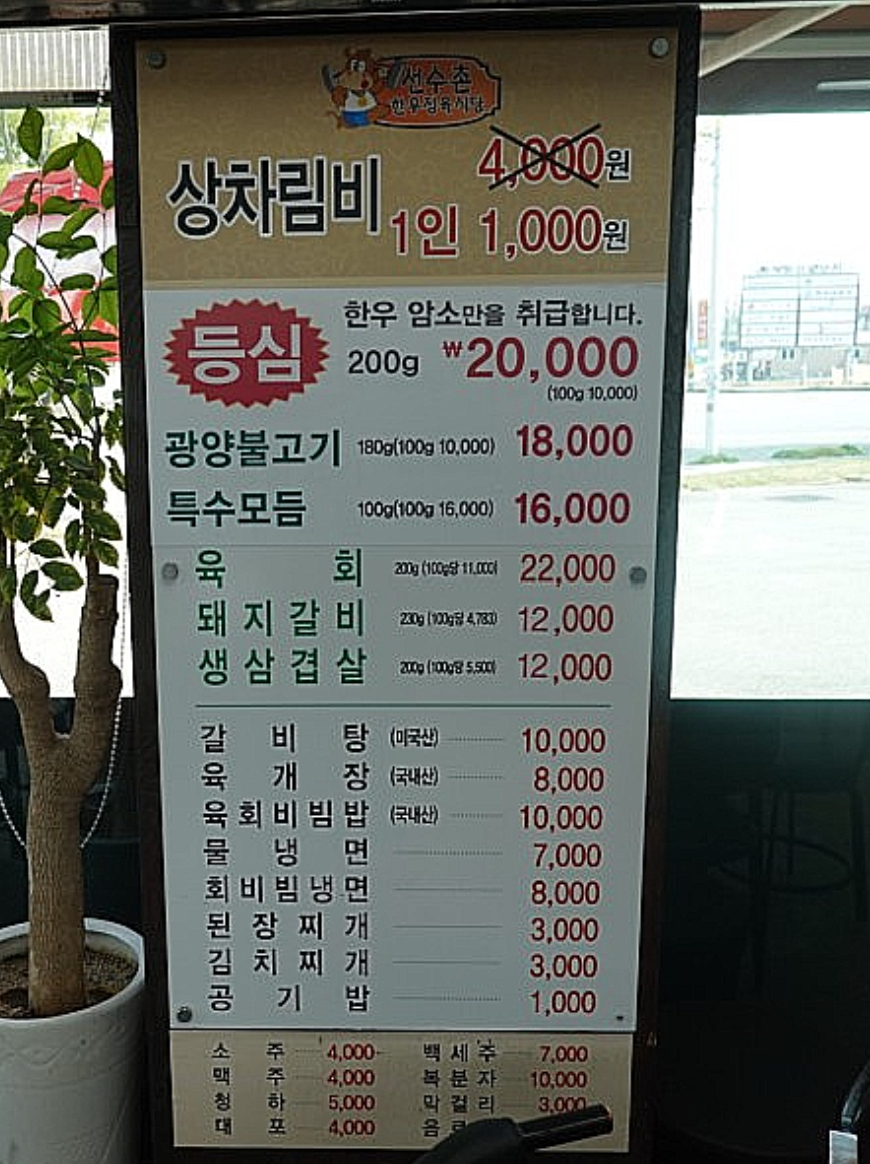 선수촌
한우정육식당
상차림비
4,000원
1인 1,000원
등심
한우 암소만을 취급합니다.
200g ₩20,000
(100g 10,000)
광양불고기 180g(100g 10,000) 18,000
특수모듬 100g(100g 16,000) 16,000
육회 200g (100g당 11,000) 22,000
돼지갈비 230g (100g당 4,783) 12,000
생삼겹살 200g (100g당 5,500) 12,000
갈비탕 (미국산) 10,000
육개장 (국내산) 8,000
육회비빔밥 (국내산) 10,000
물냉면 7,000
회비빔냉면 8,000
된장찌개 3,000
김치찌개 3,000
공기밥 1,000
소주 4,000 백세주 7,000
맥주 4,000 복분자 10,000
청하 5,000 막걸리 3,000
대포 4,000